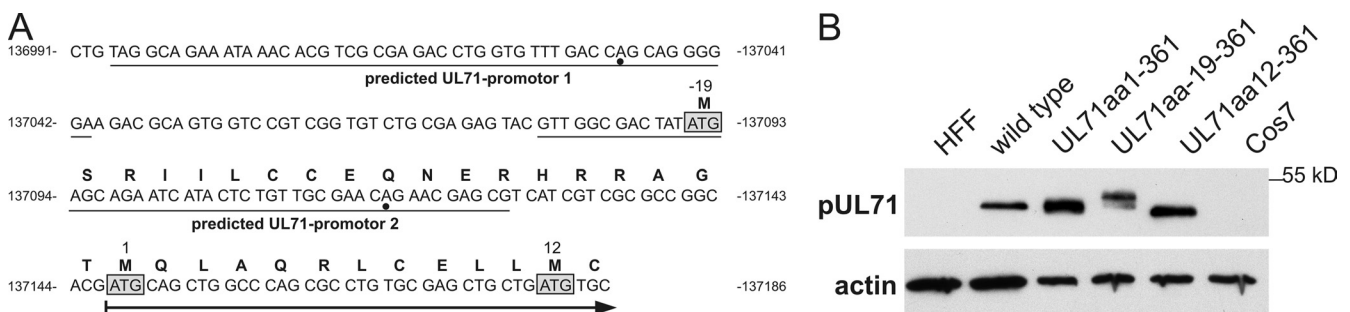 A
136991- CTG TAG GGCA GAA ATA AAC ACG TCG CGA GAC CTG GTG TTT GAC CAG CAG GGG -137041
predicted UL71-promotor 1
-19
M
137042- GAA GAC GCA GTG GTC CGT CGG TGT CTG CGA GAG TAC GTT GGC GAC TAT ATG -137093
S R I I L C C E Q N E R H R R A G
137094- AGC AGA ATC ATA CTC TGT TGC GAA CAG AAC GAG CGT CAT CGT CGC GCC GGC -137143
predicted UL71-promotor 2
1 12
T M Q L A Q R L C E L L M C
137144- ACG ATG CAG CTG GCC CAG CGC CTG TGC GAG CTG CTG ATG TGC -137186
B
HFF wild type UL71aa1-361 UL71aa-19-361 UL71aa12-361 Cos7
55 kD
pUL71
actin